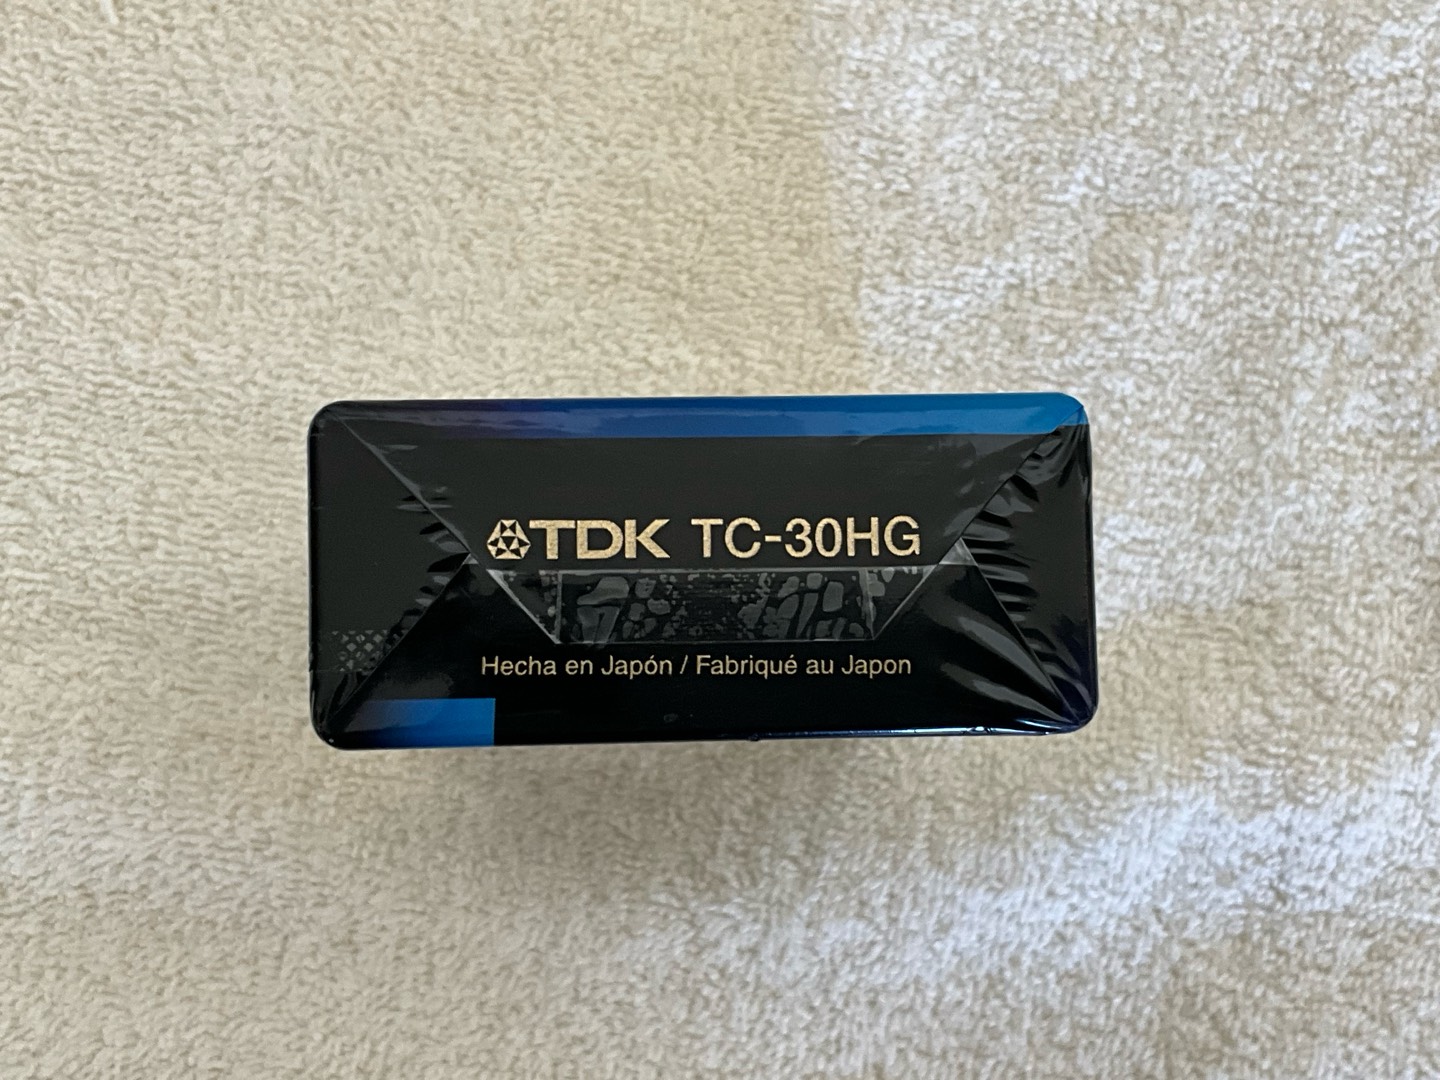 TDK TC-30HG
Hecha en Japón / Fabriqué au Japon